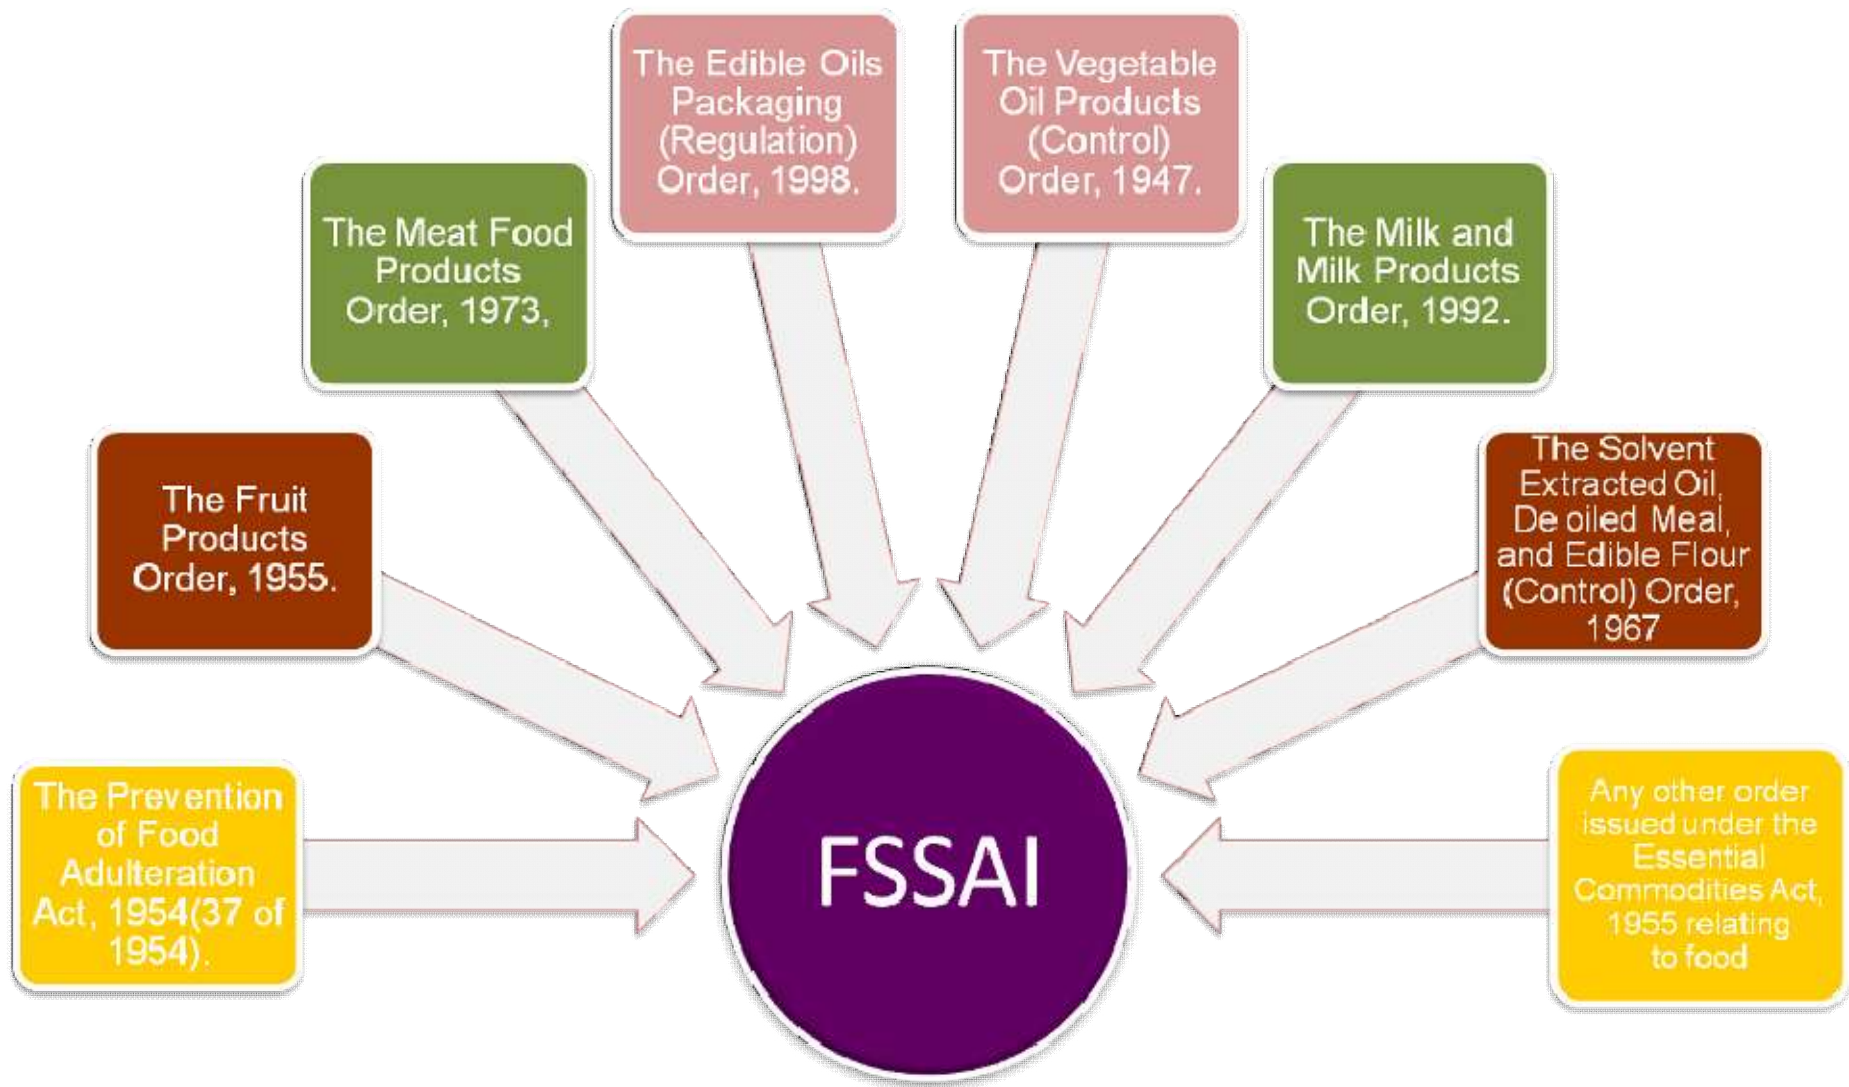 The Edible Oils
Packaging
(Regulation)
Order, 1998.
The Vegetable
Oil Products
(Control)
Order, 1947.
The Meat Food
Products
Order, 1973,
The Milk and
Milk Products
Order, 1992.
The Fruit
Products
Order, 1955.
The Solvent
Extracted Oil,
De oiled Meal,
and Edible Flour
(Control) Order,
1967
The Prevention
of Food
Adulteration
Act, 1954(37 of
1954).
FSSAI
Any other order
issued under the
Essential
Commodities Act,
1955 relating
to food